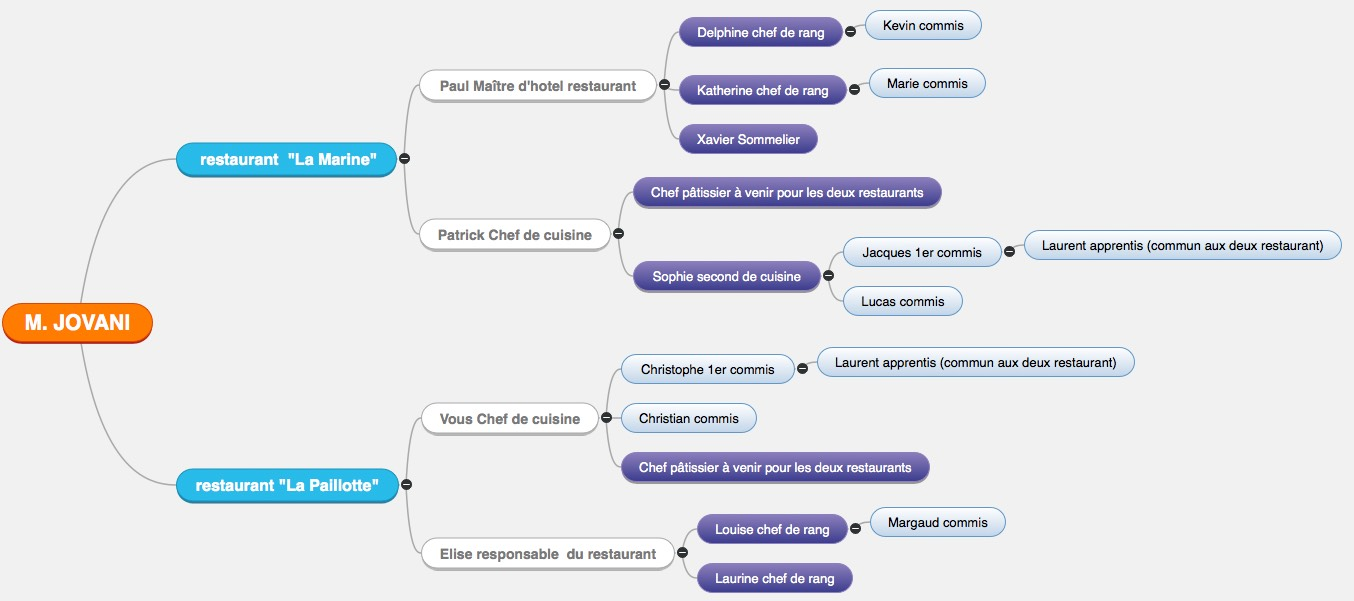 M. JOVANI
restaurant "La Marine"
Paul Maître d'hotel restaurant
Delphine chef de rang
Kevin commis
Katherine chef de rang
Marie commis
Xavier Sommelier
Patrick Chef de cuisine
Chef pâtissier à venir pour les deux restaurants
Sophie second de cuisine
Jacques 1er commis
Laurent apprentis (commun aux deux restaurant)
Lucas commis
restaurant "La Paillotte"
Vous Chef de cuisine
Christophe 1er commis
Laurent apprentis (commun aux deux restaurant)
Christian commis
Chef pâtissier à venir pour les deux restaurants
Elise responsable du restaurant
Louise chef de rang
Margaud commis
Laurine chef de rang